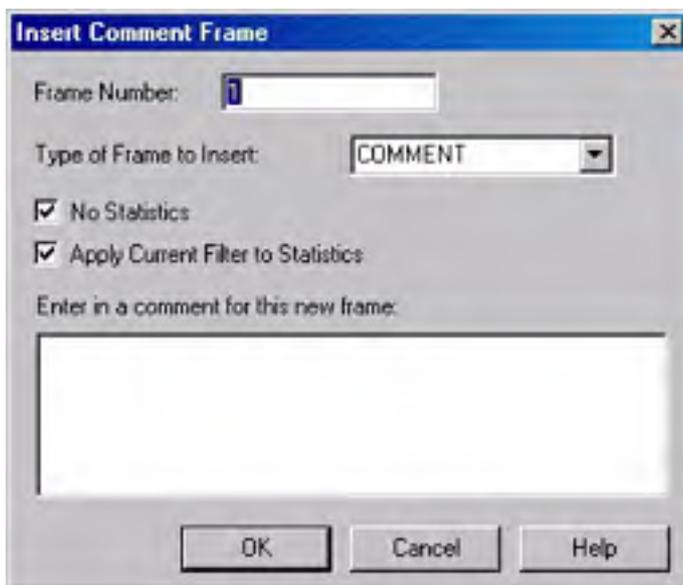 Insert Comment Frame
Frame Number: 1
Type of Frame to Insert: COMMENT
No Statistics
Apply Current Filter to Statistics
Enter in a comment for this new frame:
OK Cancel Help